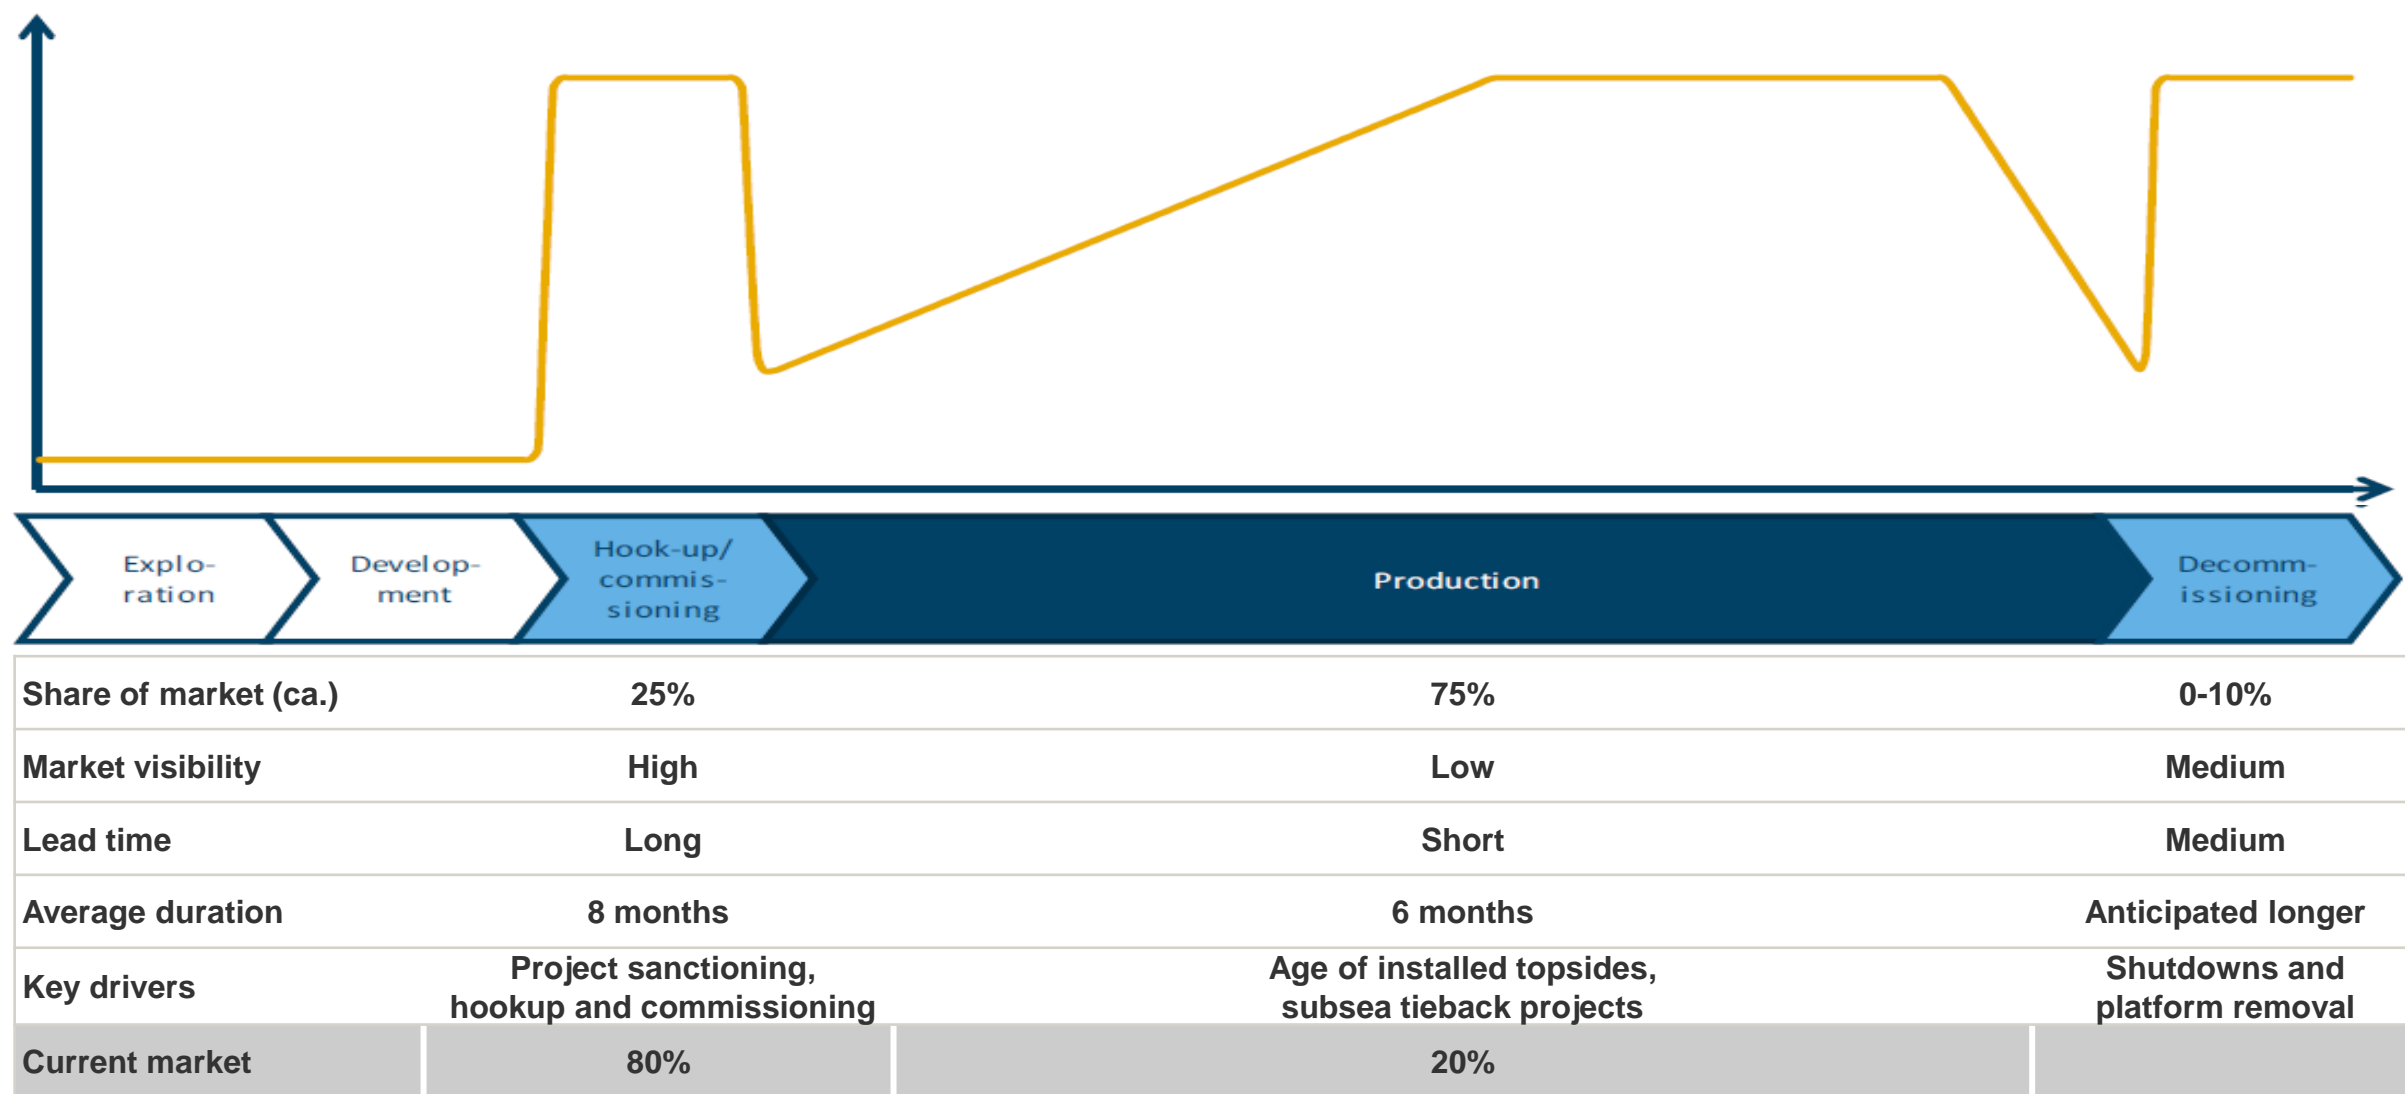 Explo-
ration
Develop-
ment
Hook-up/
commis-
sioning
Production
Decomm-
issioning
Share of market (ca.) 25% 75% 0-10%
Market visibility High Low Medium
Lead time Long Short Medium
Average duration 8 months 6 months Anticipated longer
Key drivers
Project sanctioning,
hookup and commissioning
Age of installed topsides,
subsea tieback projects
Shutdowns and
platform removal
Current market 80% 20%